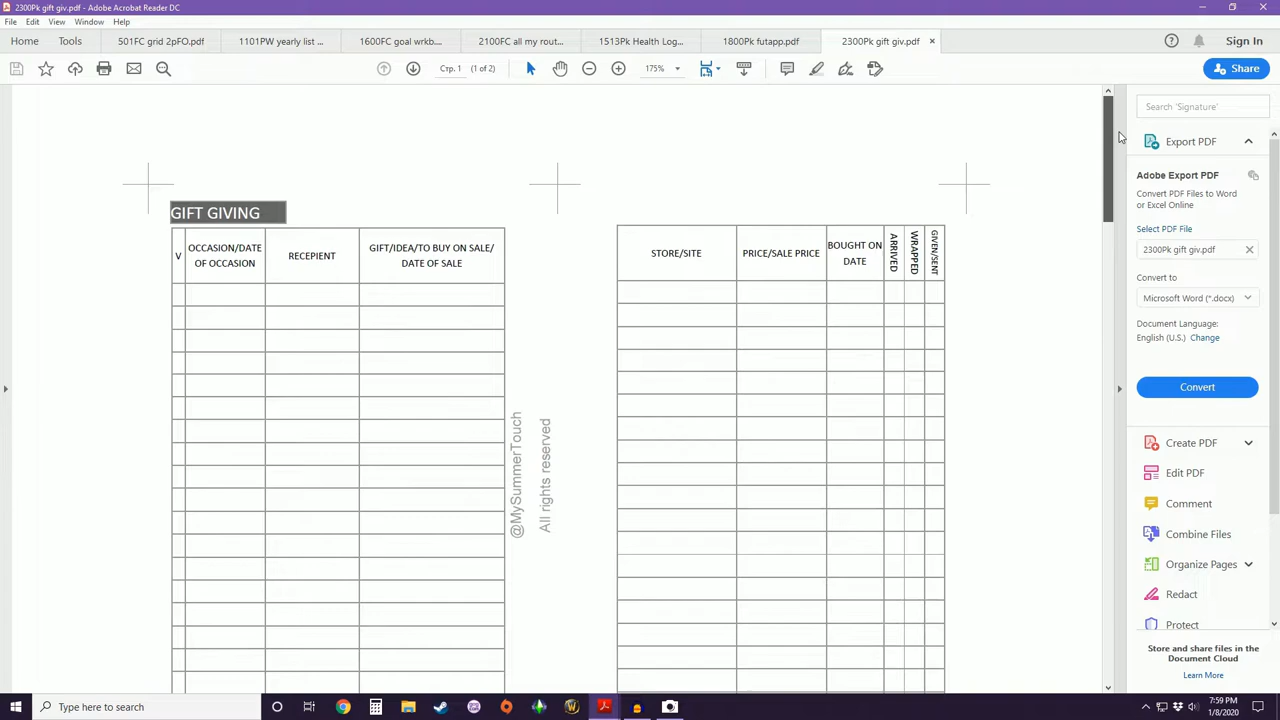 2300Pk gift giv.pdf - Adobe Acrobat Reader DC
File Edit View Window Help
Home Tools 501FC grid 2pFO.pdf 1101PW yearly list ... 1600FC goal wrkb... 2100FC all my rout... 1513Pk Health Log... 1800Pk futapp.pdf 2300Pk gift giv.pdf × Sign In
Стр. 1 (1 of 2) 175% Share
Search 'Signature'
Export PDF
Adobe Export PDF
Convert PDF Files to Word
or Excel Online
Select PDF File
2300Pk gift giv.pdf
Convert to
Microsoft Word (*.docx)
Document Language:
English (U.S.) Change
Convert
Create PDF
Edit PDF
Comment
Combine Files
Organize Pages
Redact
Protect
Store and share files in the
Document Cloud
Learn More
GIFT GIVING
V
OCCASION/DATE
OF OCCASION
RECEPIENT
GIFT/IDEA/TO BUY ON SALE/
DATE OF SALE
STORE/SITE
PRICE/SALE PRICE
BOUGHT ON
DATE
ARRIVED
WRAPPED
GIVEN/SENT
@MySummerTouch
All rights reserved
Type here to search
7:59 PM
1/8/2020